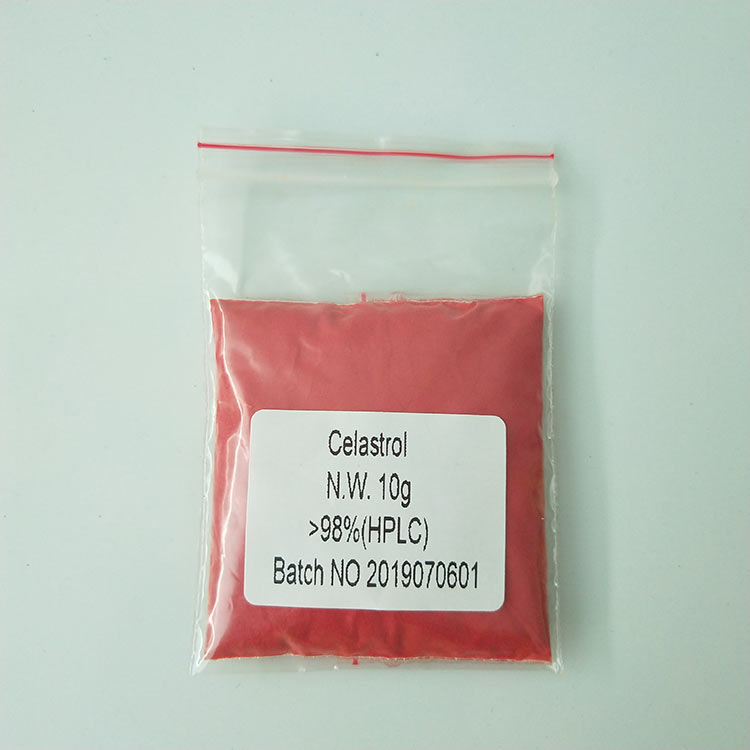 Celastrol
N.W. 10g
>98%(HPLC)
Batch NO 2019070601